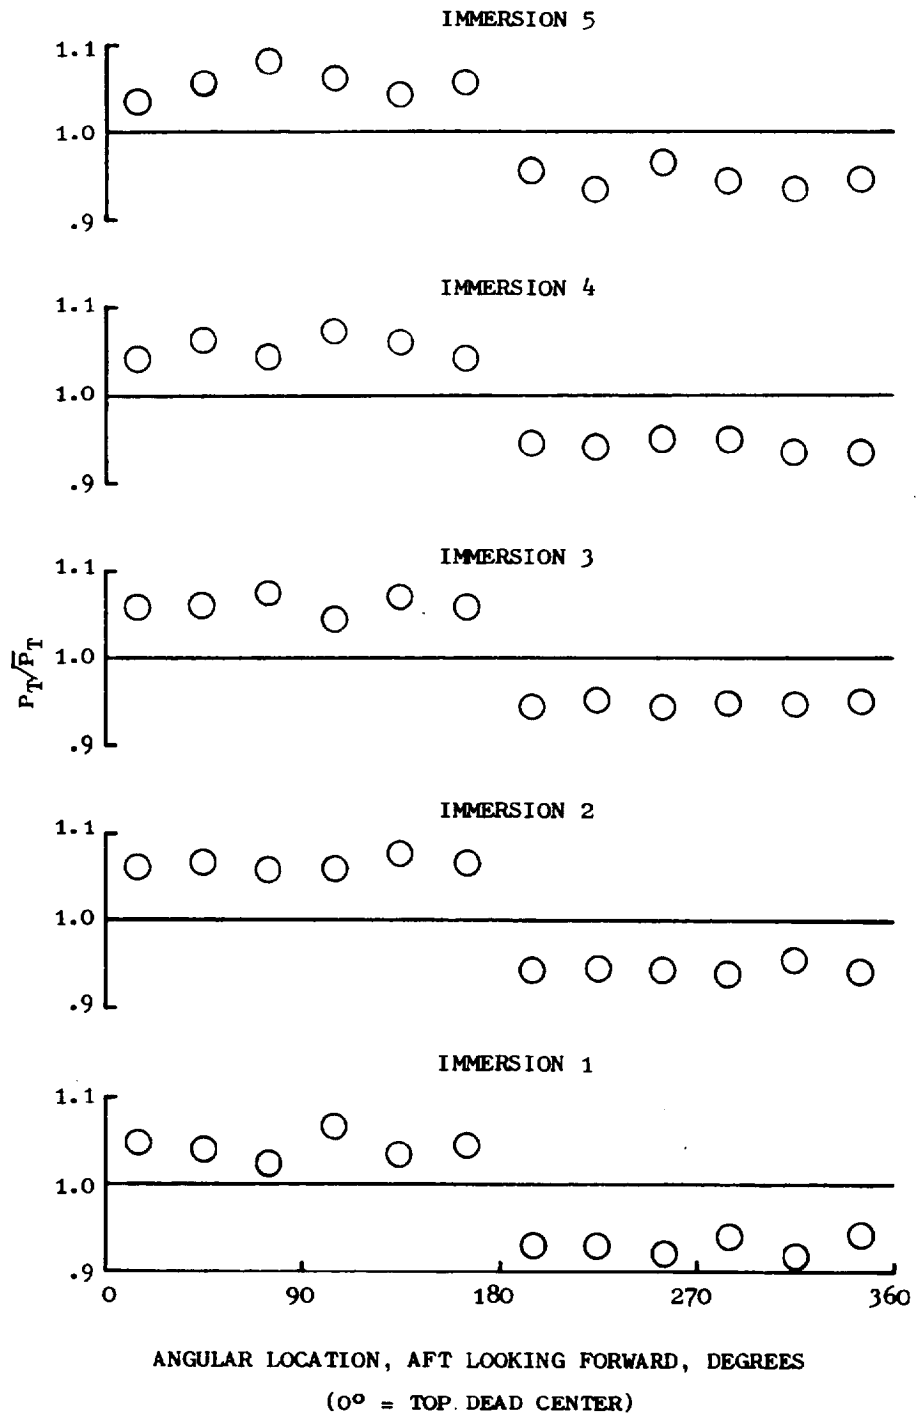 IMMERSION 5
1.1
1.0
.9
IMMERSION 4
1.1
1.0
.9
IMMERSION 3
1.1
1.0
.9
P_T/P̅_T
IMMERSION 2
1.1
1.0
.9
IMMERSION 1
1.1
1.0
.9
0 90 180 270 360
ANGULAR LOCATION, AFT LOOKING FORWARD, DEGREES
(0° = TOP DEAD CENTER)